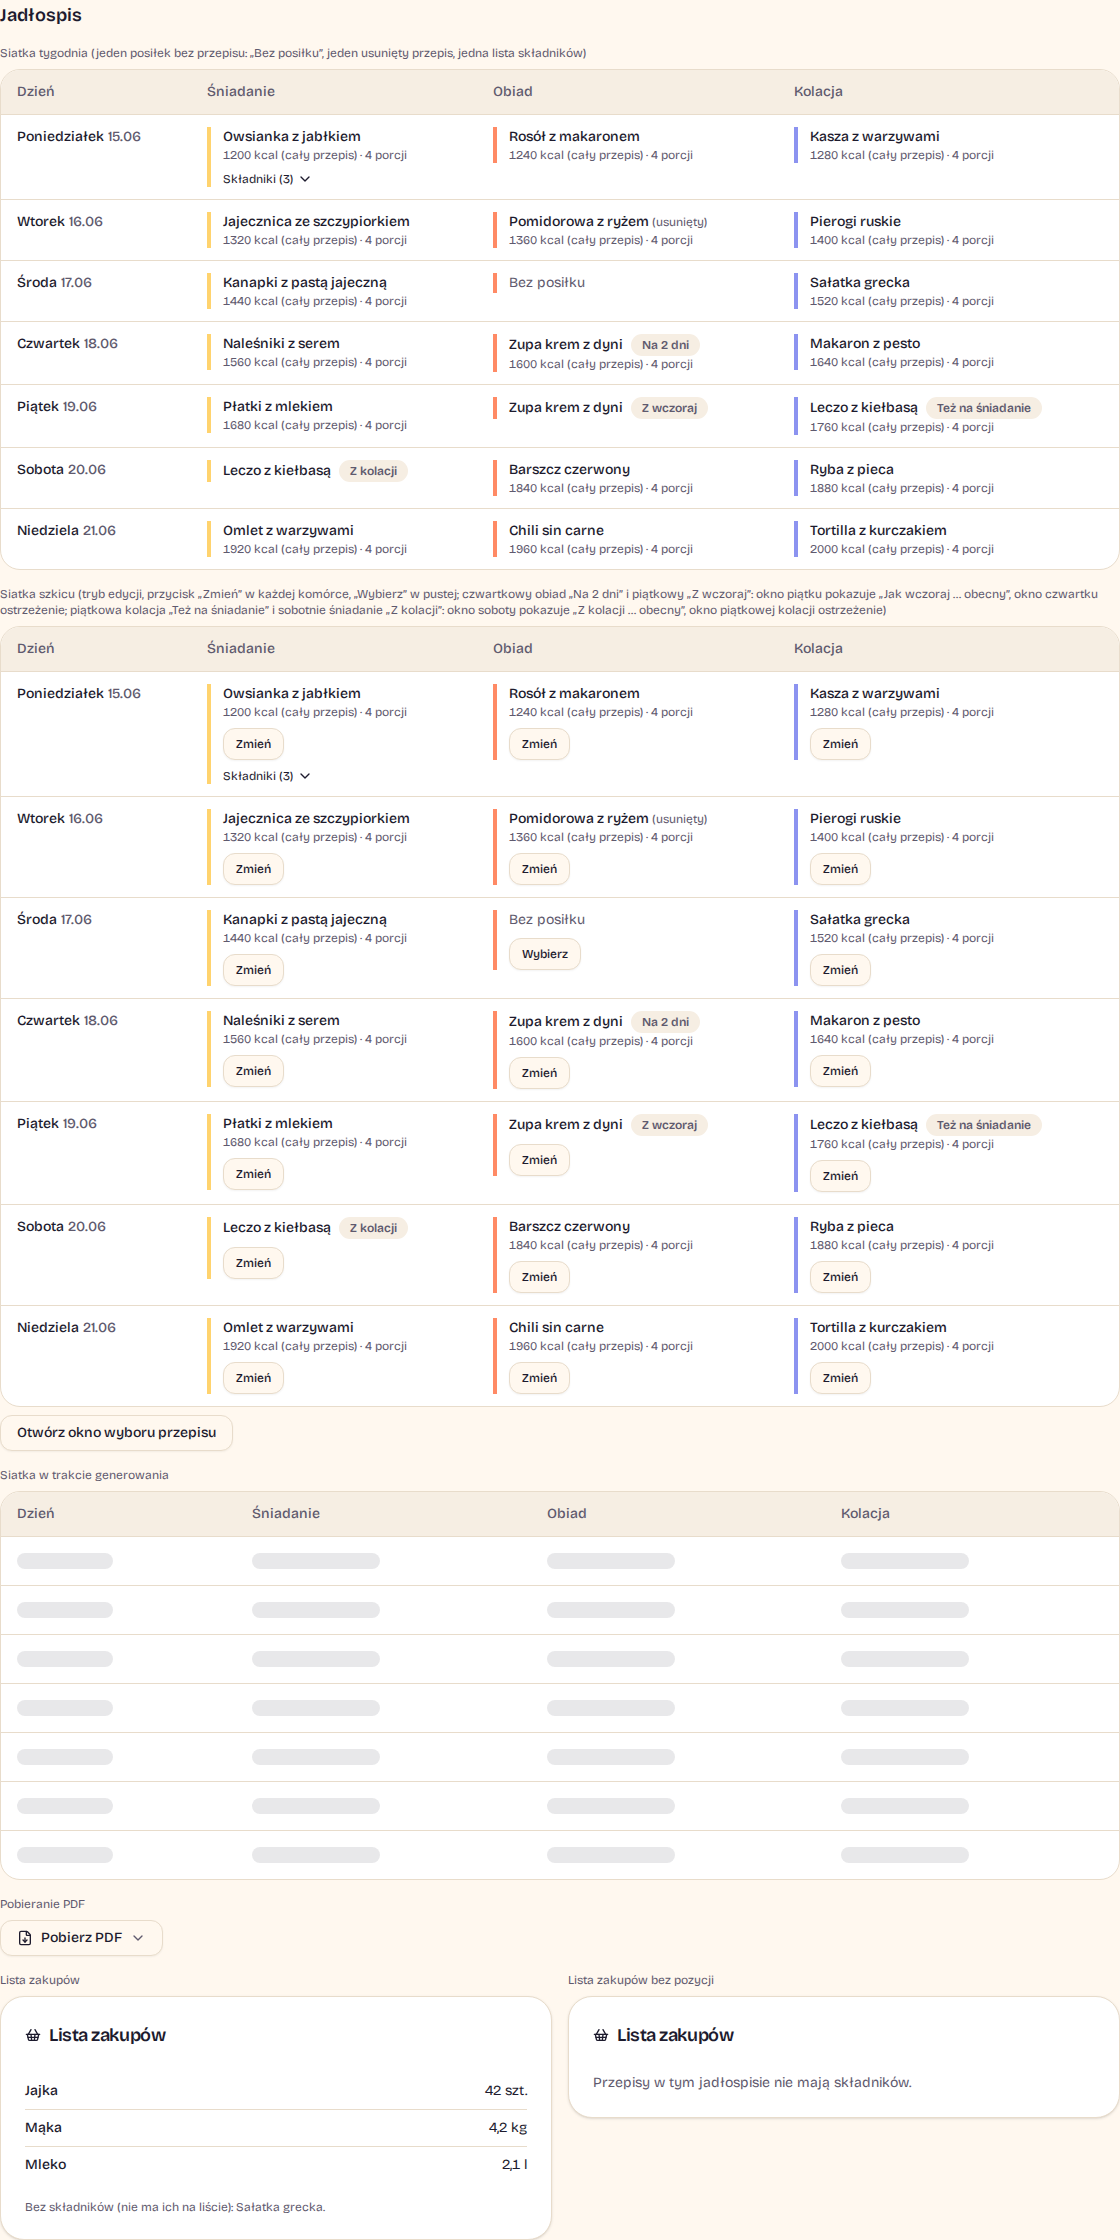 Jadłospis
Siatka tygodnia (jeden posiłek bez przepisu: „Bez posiłku”, jeden usunięty przepis, jedna lista składników)
Dzień Śniadanie Obiad Kolacja
Poniedziałek 15.06 Owsianka z jabłkiem Rosół z makaronem Kasza z warzywami
1200 kcal (cały przepis) · 4 porcji 1240 kcal (cały przepis) · 4 porcji 1280 kcal (cały przepis) · 4 porcji
Składniki (3)
Wtorek 16.06 Jajecznica ze szczypiorkiem Pomidorowa z ryżem (usunięty) Pierogi ruskie
1320 kcal (cały przepis) · 4 porcji 1360 kcal (cały przepis) · 4 porcji 1400 kcal (cały przepis) · 4 porcji
Środa 17.06 Kanapki z pastą jajeczną Bez posiłku Sałatka grecka
1440 kcal (cały przepis) · 4 porcji 1520 kcal (cały przepis) · 4 porcji
Czwartek 18.06 Naleśniki z serem Zupa krem z dyni Na 2 dni Makaron z pesto
1560 kcal (cały przepis) · 4 porcji 1600 kcal (cały przepis) · 4 porcji 1640 kcal (cały przepis) · 4 porcji
Piątek 19.06 Płatki z mlekiem Zupa krem z dyni Z wczoraj Leczo z kiełbasą Też na śniadanie
1680 kcal (cały przepis) · 4 porcji 1760 kcal (cały przepis) · 4 porcji
Sobota 20.06 Leczo z kiełbasą Z kolacji Barszcz czerwony Ryba z pieca
1840 kcal (cały przepis) · 4 porcji 1880 kcal (cały przepis) · 4 porcji
Niedziela 21.06 Omlet z warzywami Chili sin carne Tortilla z kurczakiem
1920 kcal (cały przepis) · 4 porcji 1960 kcal (cały przepis) · 4 porcji 2000 kcal (cały przepis) · 4 porcji
Siatka szkicu (tryb edycji, przycisk „Zmień” w każdej komórce, „Wybierz” w pustej; czwartkowy obiad „Na 2 dni” i piątkowy „Z wczoraj”: okno piątku pokazuje „Jak wczoraj ... obecny”, okno czwartku
ostrzeżenie; piątkowa kolacja „Też na śniadanie” i sobotnie śniadanie „Z kolacji”: okno soboty pokazuje „Z kolacji ... obecny”, okno piątkowej kolacji ostrzeżenie)
Dzień Śniadanie Obiad Kolacja
Poniedziałek 15.06 Owsianka z jabłkiem Rosół z makaronem Kasza z warzywami
1200 kcal (cały przepis) · 4 porcji 1240 kcal (cały przepis) · 4 porcji 1280 kcal (cały przepis) · 4 porcji
Zmień Zmień Zmień
Składniki (3)
Wtorek 16.06 Jajecznica ze szczypiorkiem Pomidorowa z ryżem (usunięty) Pierogi ruskie
1320 kcal (cały przepis) · 4 porcji 1360 kcal (cały przepis) · 4 porcji 1400 kcal (cały przepis) · 4 porcji
Zmień Zmień Zmień
Środa 17.06 Kanapki z pastą jajeczną Bez posiłku Sałatka grecka
1440 kcal (cały przepis) · 4 porcji 1520 kcal (cały przepis) · 4 porcji
Zmień Wybierz Zmień
Czwartek 18.06 Naleśniki z serem Zupa krem z dyni Na 2 dni Makaron z pesto
1560 kcal (cały przepis) · 4 porcji 1600 kcal (cały przepis) · 4 porcji 1640 kcal (cały przepis) · 4 porcji
Zmień Zmień Zmień
Piątek 19.06 Płatki z mlekiem Zupa krem z dyni Z wczoraj Leczo z kiełbasą Też na śniadanie
1680 kcal (cały przepis) · 4 porcji 1760 kcal (cały przepis) · 4 porcji
Zmień Zmień Zmień
Sobota 20.06 Leczo z kiełbasą Z kolacji Barszcz czerwony Ryba z pieca
1840 kcal (cały przepis) · 4 porcji 1880 kcal (cały przepis) · 4 porcji
Zmień Zmień Zmień
Niedziela 21.06 Omlet z warzywami Chili sin carne Tortilla z kurczakiem
1920 kcal (cały przepis) · 4 porcji 1960 kcal (cały przepis) · 4 porcji 2000 kcal (cały przepis) · 4 porcji
Zmień Zmień Zmień
Otwórz okno wyboru przepisu
Siatka w trakcie generowania
Dzień Śniadanie Obiad Kolacja
Pobieranie PDF
Pobierz PDF
Lista zakupów
Lista zakupów
Jajka 42 szt.
Mąka 4,2 kg
Mleko 2,1 l
Bez składników (nie ma ich na liście): Sałatka grecka.
Lista zakupów bez pozycji
Lista zakupów
Przepisy w tym jadłospisie nie mają składników.